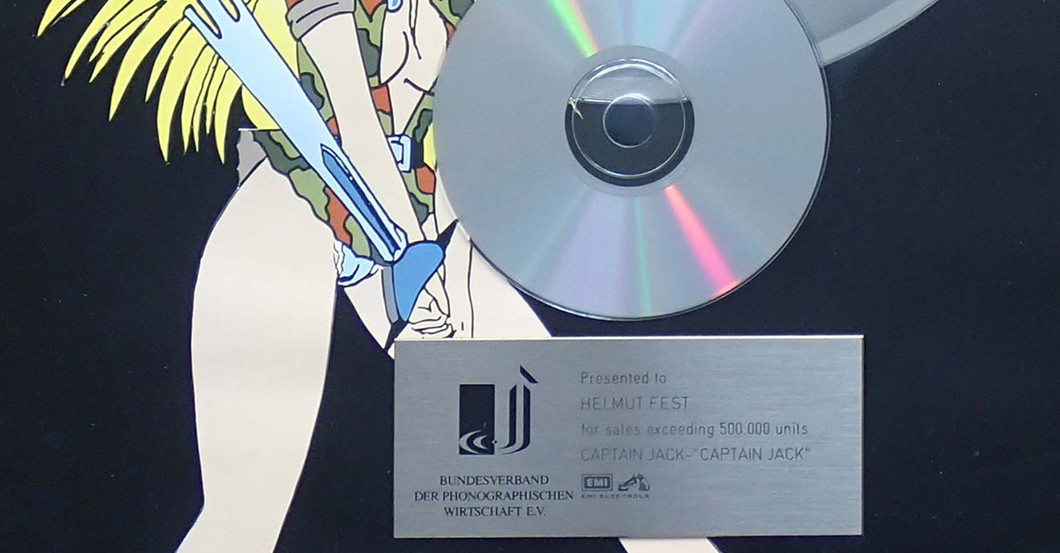 Presented to
HELMUT FEST
for sales exceeding 500.000 units
CAPTAIN JACK-"CAPTAIN JACK"
EMI
EMI ELECTROLA
BUNDESVERBAND
DER PHONOGRAPHISCHEN
WIRTSCHAFT E.V.